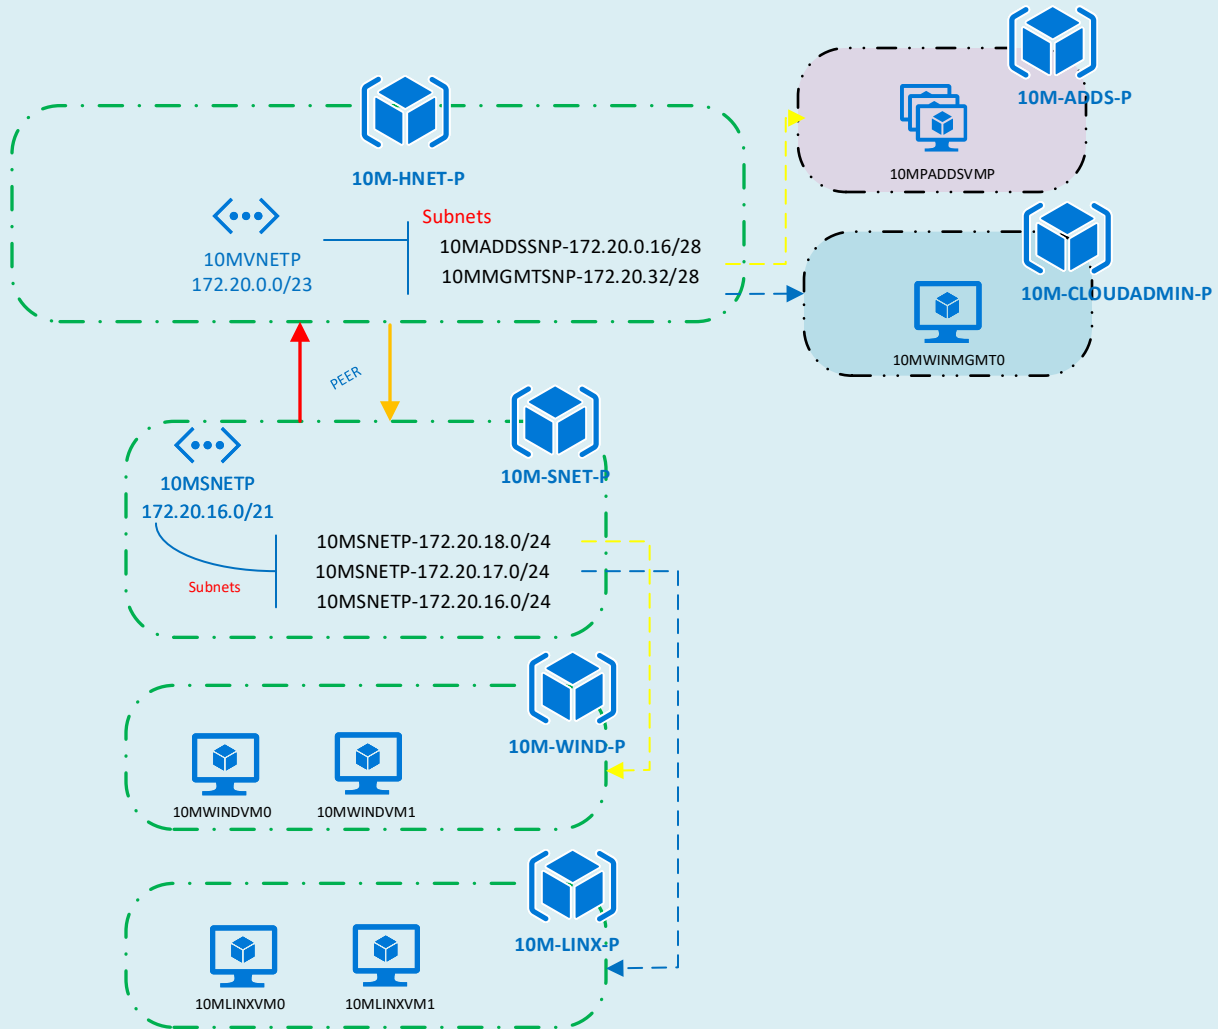 10M-ADDS-P
10MPADDSVMP
10M-HNET-P
Subnets
10MADDSSNP-172.20.0.16/28
10MMGMTSNP-172.20.32/28
10MVNETP
172.20.0.0/23
10M-CLOUDADMIN-P
10MWINMGMT0
PEER
10M-SNET-P
10MSNETP
172.20.16.0/21
10MSNETP-172.20.18.0/24
10MSNETP-172.20.17.0/24
10MSNETP-172.20.16.0/24
Subnets
10M-WIND-P
10MWINDVM0
10MWINDVM1
10M-LINX-P
10MLINXVM0
10MLINXVM1